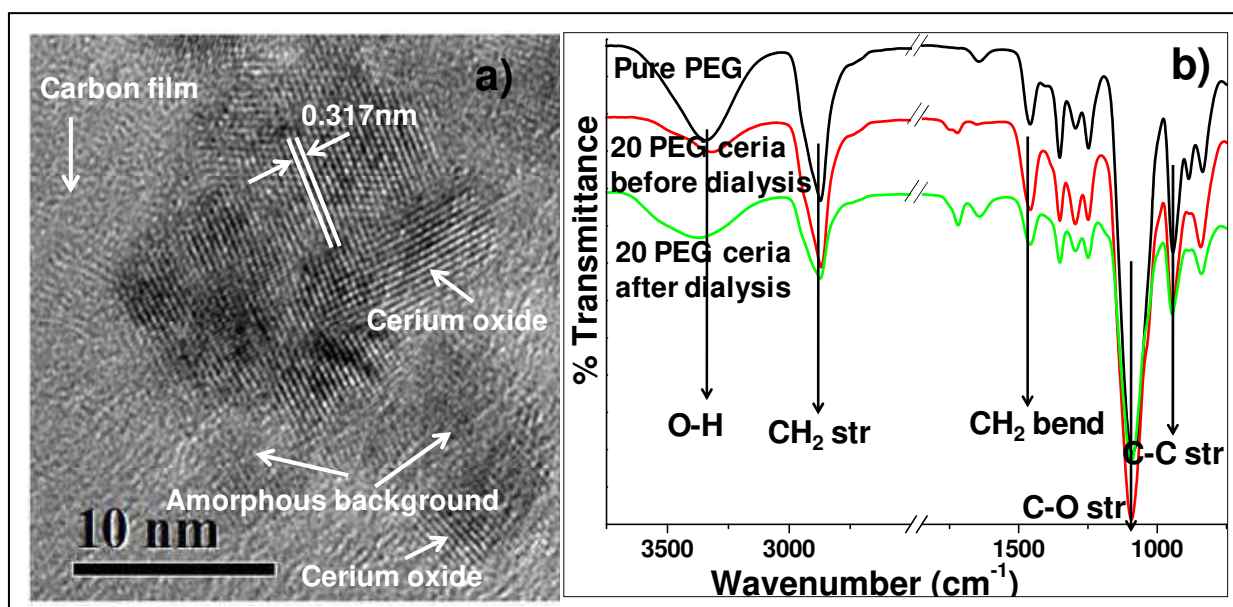 a)
Carbon film
0.317nm
Cerium oxide
Amorphous background
10 nm
Cerium oxide
b)
Pure PEG
20 PEG ceria
before dialysis
20 PEG ceria
after dialysis
% Transmittance
O-H
CH₂ str
CH₂ bend
C-C str
C-O str
3500
3000
1500
1000
Wavenumber (cm⁻¹)